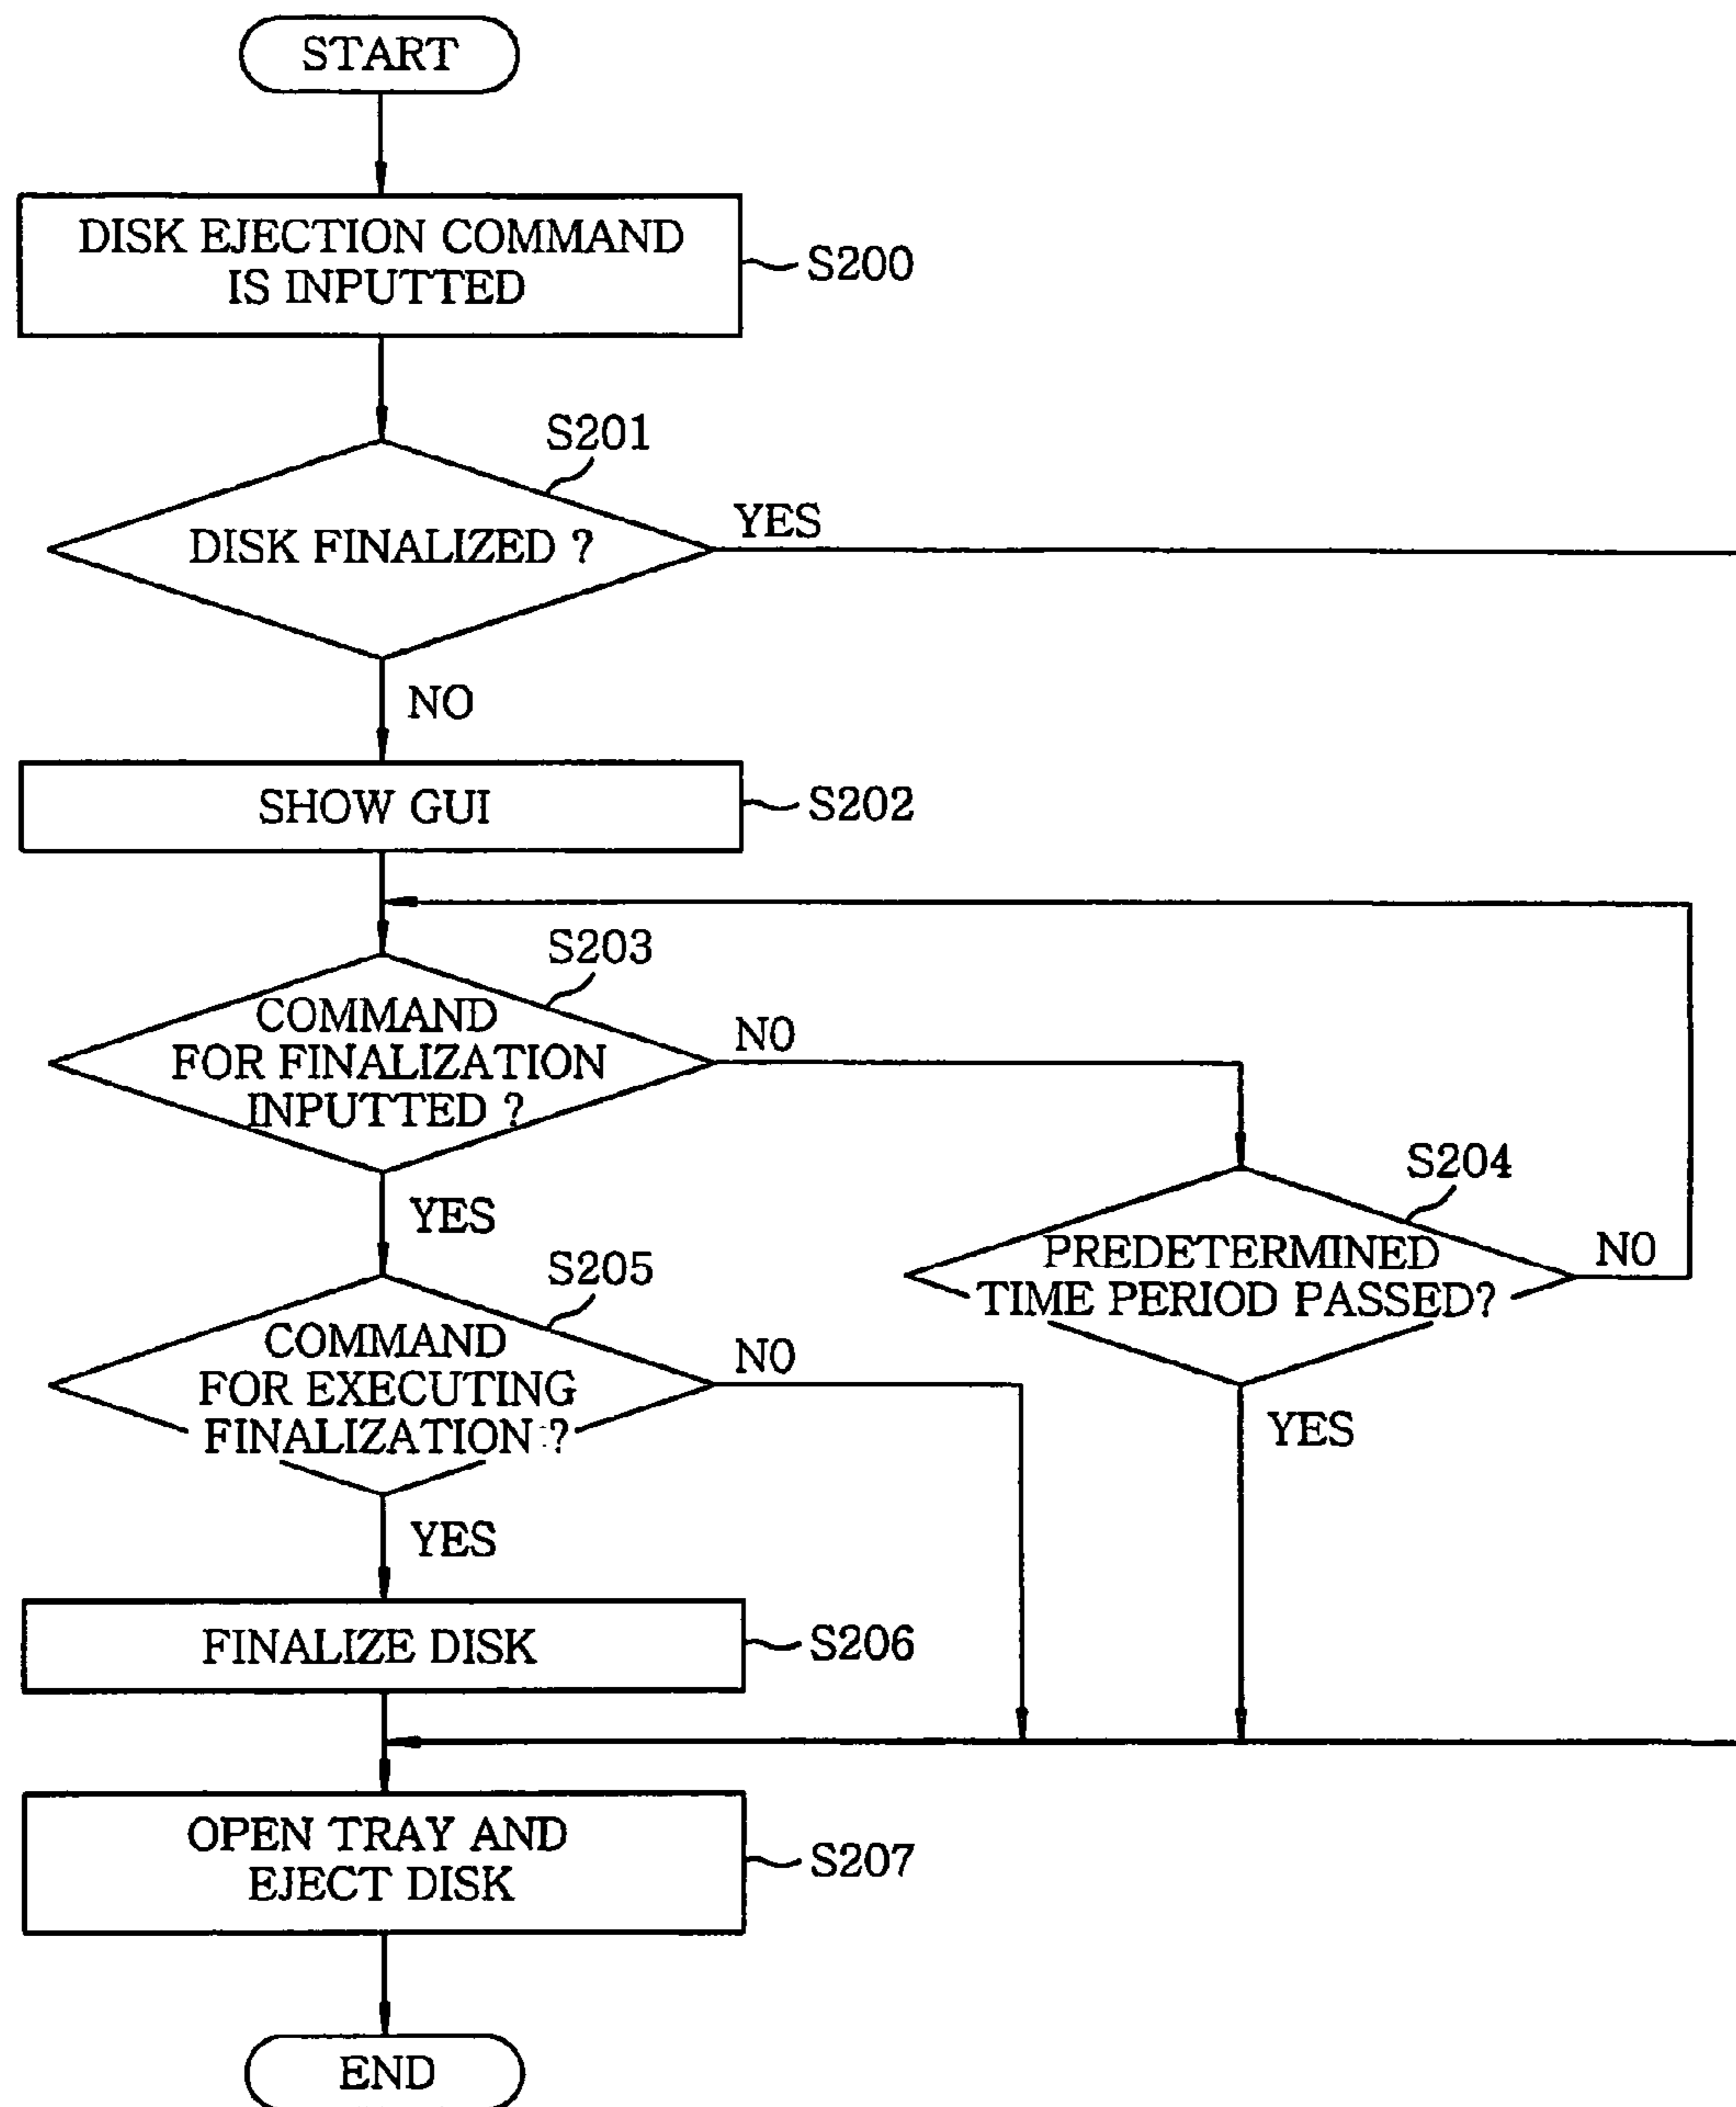 START
DISK EJECTION COMMAND
IS INPUTTED
S200
S201
DISK FINALIZED ?
YES
NO
SHOW GUI
S202
S203
COMMAND
FOR FINALIZATION
INPUTTED ?
NO
YES
S204
PREDETERMINED
TIME PERIOD PASSED?
NO
YES
S205
COMMAND
FOR EXECUTING
FINALIZATION ?
NO
YES
FINALIZE DISK
S206
OPEN TRAY AND
EJECT DISK
S207
END